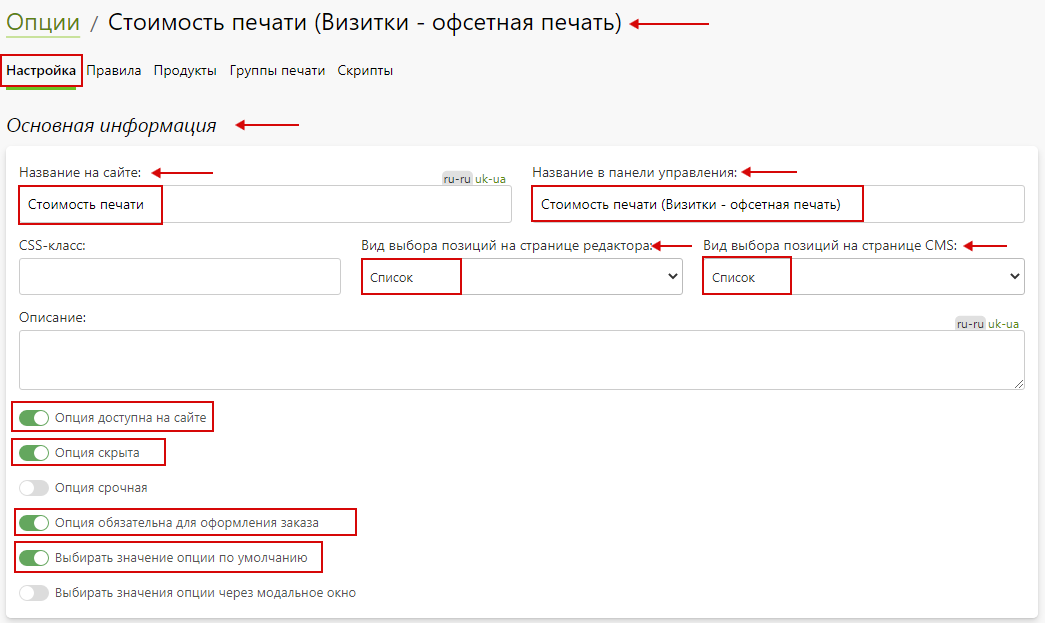 Опции / Стоимость печати (Визитки - офсетная печать)
Настройка Правила Продукты Группы печати Скрипты
Основная информация
Название на сайте: ru-ru uk-ua Название в панели управления:
Стоимость печати Стоимость печати (Визитки - офсетная печать)
CSS-класс: Вид выбора позиций на странице редактора: Вид выбора позиций на странице CMS:
Список Список
Описание: ru-ru uk-ua
Опция доступна на сайте
Опция скрыта
Опция срочная
Опция обязательна для оформления заказа
Выбирать значение опции по умолчанию
Выбирать значения опции через модальное окно